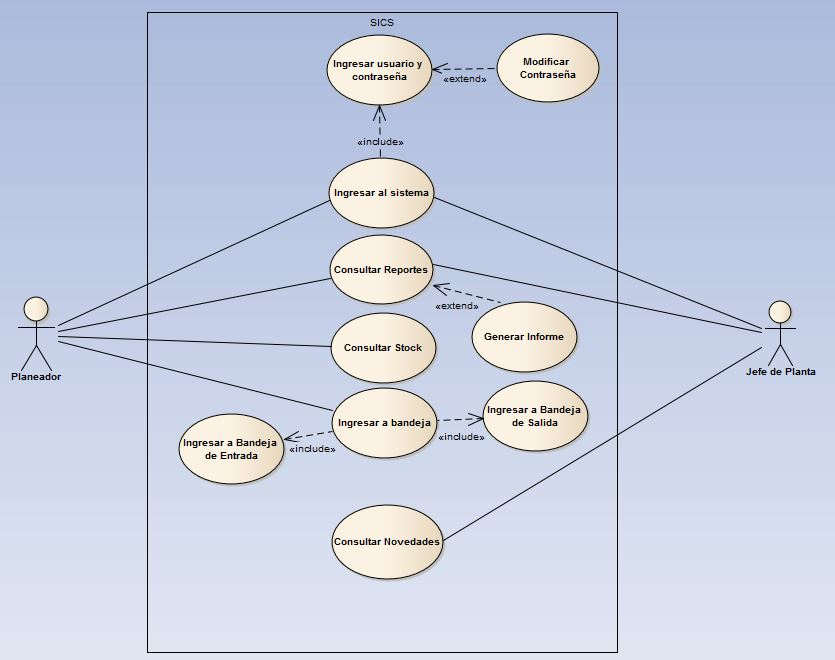 SICS
Ingresar usuario y
contraseña
«extend»
Modificar
Contraseña
«include»
Ingresar al sistema
Consultar Reportes
«extend»
Generar Informe
Consultar Stock
Planeador
Jefe de Planta
Ingresar a bandeja
«include»
Ingresar a Bandeja
de Salida
Ingresar a Bandeja
de Entrada
«include»
Consultar Novedades